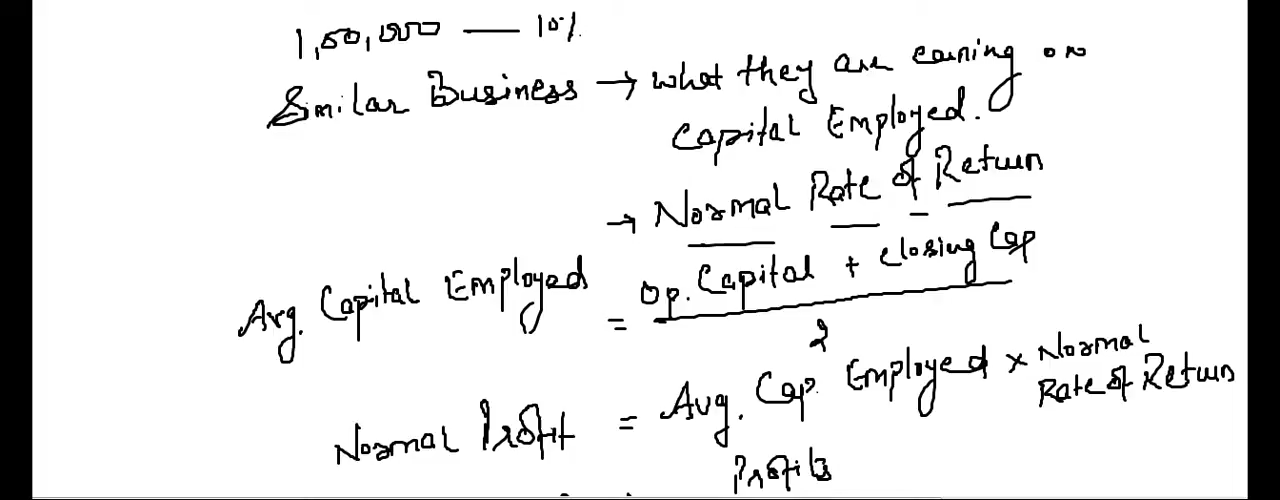 1,50,000 — 10%
Similar Business → what they are earning on
Capital Employed.
→ Normal Rate of Return
Avg. Capital Employed = Op. Capital + Closing Cap
2
Normal Profit = Avg. Cap. Employed × Normal
Rate of Return
Profits